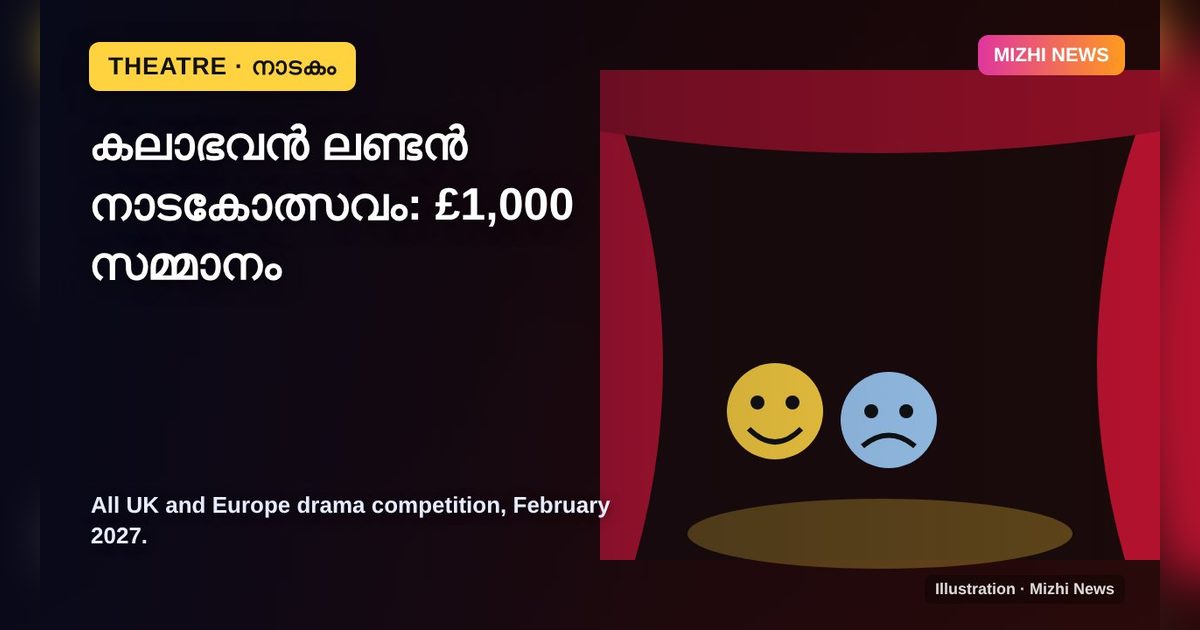 THEATRE · നാടകം
MIZHI NEWS
കലാഭവൻ ലണ്ടൻ
നാടകോത്സവം: £1,000
സമ്മാനം
All UK and Europe drama competition, February
2027.
Illustration · Mizhi News